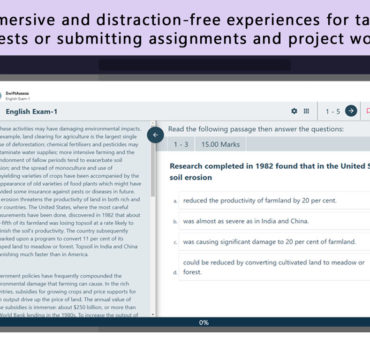 mersive and distraction-free experiences for ta
ests or submitting assignments and project wo
SwiftAssess
English Exam-1
English Exam-1
1 - 5
hese activities may have damaging environmental impacts.
example, land clearing for agriculture is the largest single
se of deforestation; chemical fertilisers and pesticides may
taminate water supplies; more intensive farming and the
ndonment of fallow periods tend to exacerbate soil
sion; and the spread of monoculture and use of
yielding varieties of crops have been accompanied by the
appearance of old varieties of food plants which might have
vided some insurance against pests or diseases in future.
erosion threatens the productivity of land in both rich and
r countries. The United States, where the most careful
surements have been done, discovered in 1982 that about
-fifth of its farmland was losing topsoil at a rate likely to
inish the soil's productivity. The country subsequently
arked upon a program to convert 11 per cent of its
pped land to meadow or forest. Topsoil in India and China
anishing much faster than in America.
ernment policies have frequently compounded the
ironmental damage that farming can cause. In the rich
ntries, subsidies for growing crops and price supports for
output drive up the price of land. The annual value of
se subsidies is immense: about $250 billion, or more than
World Bank lending in the 1980s. To increase the output of
Read the following passage then answer the questions:
1 - 3
15.00 Marks
Research completed in 1982 found that in the United S
soil erosion
a. reduced the productivity of farmland by 20 per cent.
b. was almost as severe as in India and China.
c. was causing significant damage to 20 per cent of farmland.
could be reduced by converting cultivated land to meadow or
d. forest.
0%